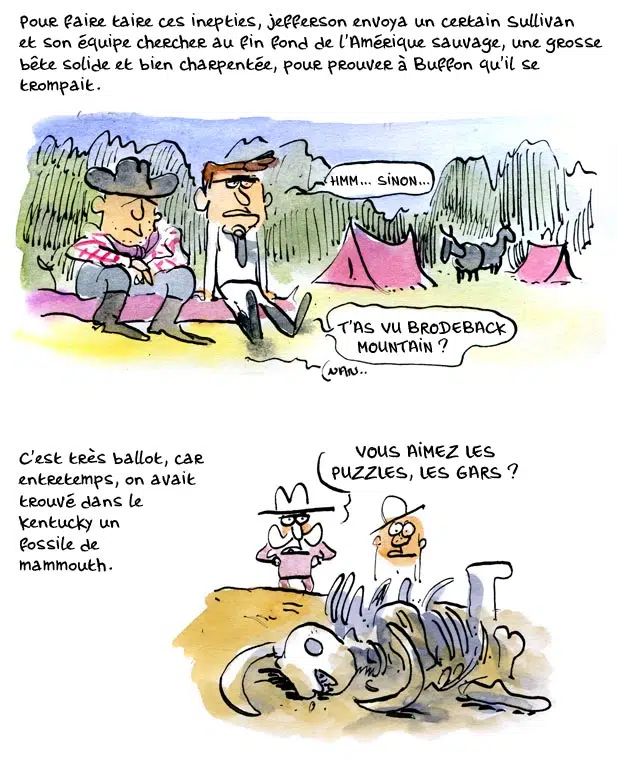 Pour faire taire ces inepties, Jefferson envoya un certain Sullivan
et son équipe chercher au fin fond de l'Amérique sauvage, une grosse
bête solide et bien charpentée, pour prouver à Buffon qu'il se
trompait.
HMM... SINON...
T'AS VU BRODEBACK
MOUNTAIN ?
NAN..
C'est très ballot, car
entretemps, on avait
trouvé dans le
Kentucky un
fossile de
mammouth.
VOUS AIMEZ LES
PUZZLES, LES GARS ?